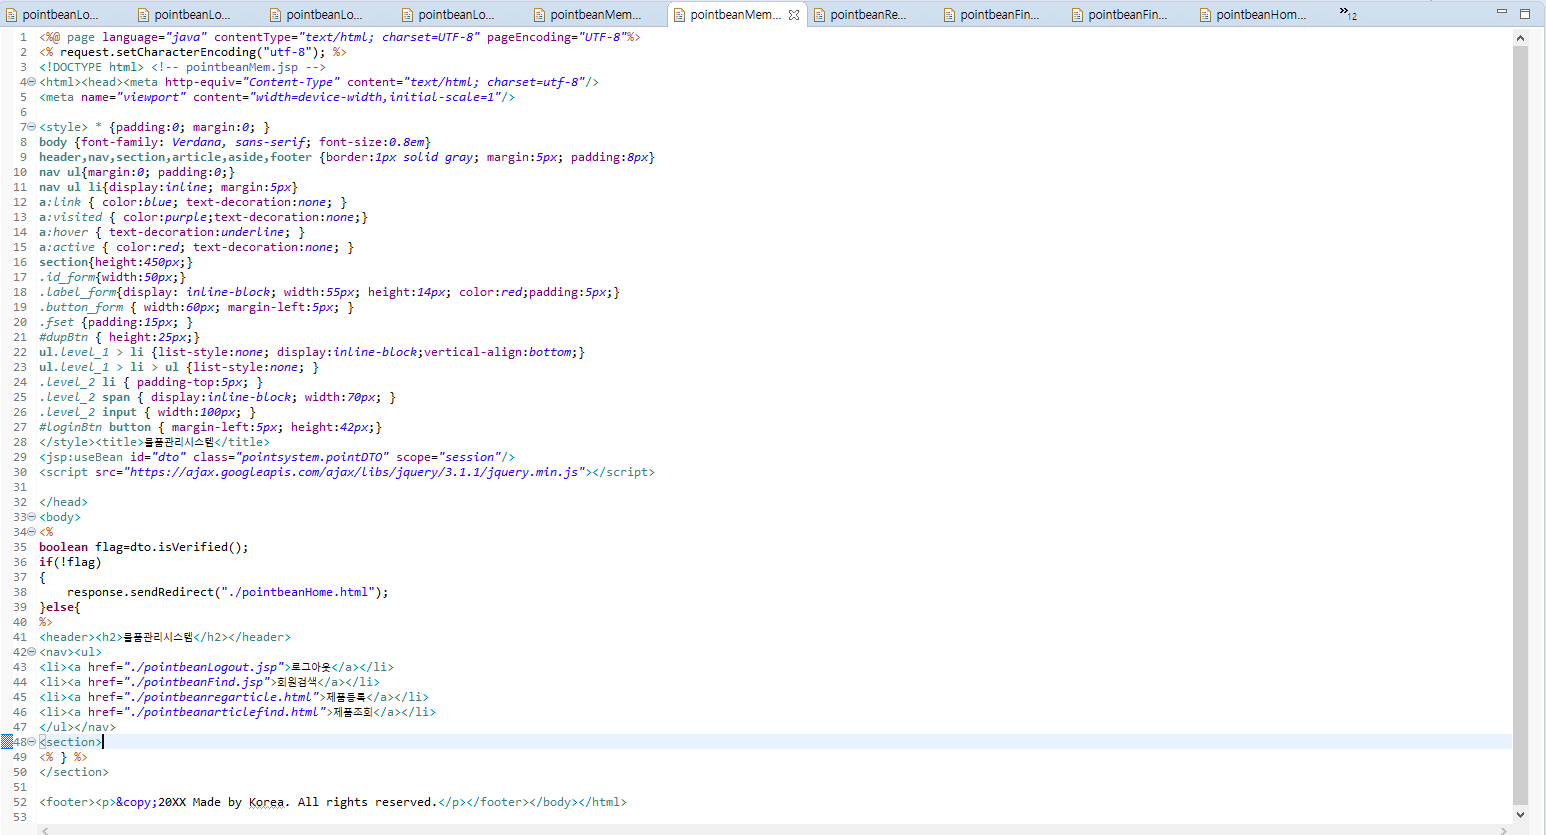 pointbeanLo... pointbeanLo... pointbeanLo... pointbeanLo... pointbeanMem... pointbeanMem... pointbeanRe... pointbeanFin... pointbeanFin... pointbeanHom... »12
1 <%@ page language="java" contentType="text/html; charset=UTF-8" pageEncoding="UTF-8"%>
2 <% request.setCharacterEncoding("utf-8"); %>
3 <!DOCTYPE html> <!-- pointbeanMem.jsp -->
4 <html><head><meta http-equiv="Content-Type" content="text/html; charset=utf-8"/>
5 <meta name="viewport" content="width=device-width,initial-scale=1"/>
6
7 <style> * {padding:0; margin:0; }
8 body {font-family: Verdana, sans-serif; font-size:0.8em}
9 header,nav,section,article,aside,footer {border:1px solid gray; margin:5px; padding:8px}
10 nav ul{margin:0; padding:0;}
11 nav ul li{display:inline; margin:5px}
12 a:link { color:blue; text-decoration:none; }
13 a:visited { color:purple;text-decoration:none;}
14 a:hover { text-decoration:underline; }
15 a:active { color:red; text-decoration:none; }
16 section{height:450px;}
17 .id_form{width:50px;}
18 .label_form{display: inline-block; width:55px; height:14px; color:red;padding:5px;}
19 .button_form { width:60px; margin-left:5px; }
20 .fset {padding:15px; }
21 #dupBtn { height:25px;}
22 ul.level_1 > li {list-style:none; display:inline-block;vertical-align:bottom;}
23 ul.level_1 > li > ul {list-style:none; }
24 .level_2 li { padding-top:5px; }
25 .level_2 span { display:inline-block; width:70px; }
26 .level_2 input { width:100px; }
27 #loginBtn button { margin-left:5px; height:42px;}
28 </style><title>물품관리시스템</title>
29 <jsp:useBean id="dto" class="pointsystem.pointDTO" scope="session"/>
30 <script src="https://ajax.googleapis.com/ajax/libs/jquery/3.1.1/jquery.min.js"></script>
31
32 </head>
33 <body>
34 <%
35 boolean flag=dto.isVerified();
36 if(!flag)
37 {
38 response.sendRedirect("./pointbeanHome.html");
39 }else{
40 %>
41 <header><h2>물품관리시스템</h2></header>
42 <nav><ul>
43 <li><a href="./pointbeanLogout.jsp">로그아웃</a></li>
44 <li><a href="./pointbeanFind.jsp">회원검색</a></li>
45 <li><a href="./pointbeanregarticle.html">제품등록</a></li>
46 <li><a href="./pointbeanarticlefind.html">제품조회</a></li>
47 </ul></nav>
48 <section>
49 <% } %>
50 </section>
51
52 <footer><p>&copy;20XX Made by Korea. All rights reserved.</p></footer></body></html>
53